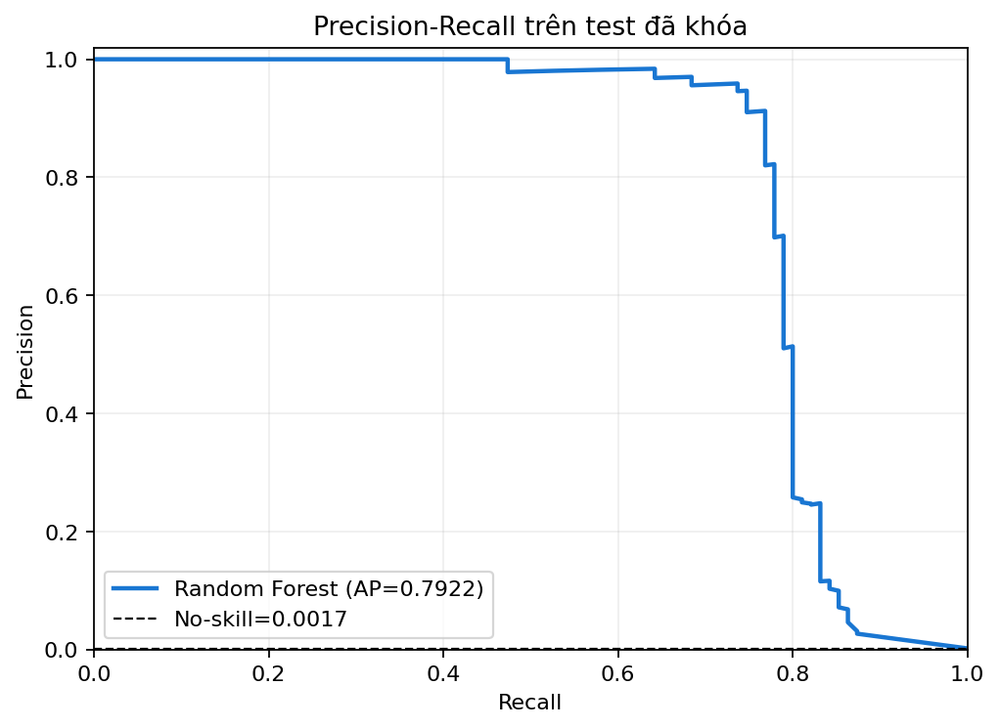 Precision-Recall trên test đã khóa
Precision
1.0
0.8
0.6
0.4
0.2
0.0
Random Forest (AP=0.7922)
No-skill=0.0017
0.0 0.2 0.4 0.6 0.8 1.0
Recall